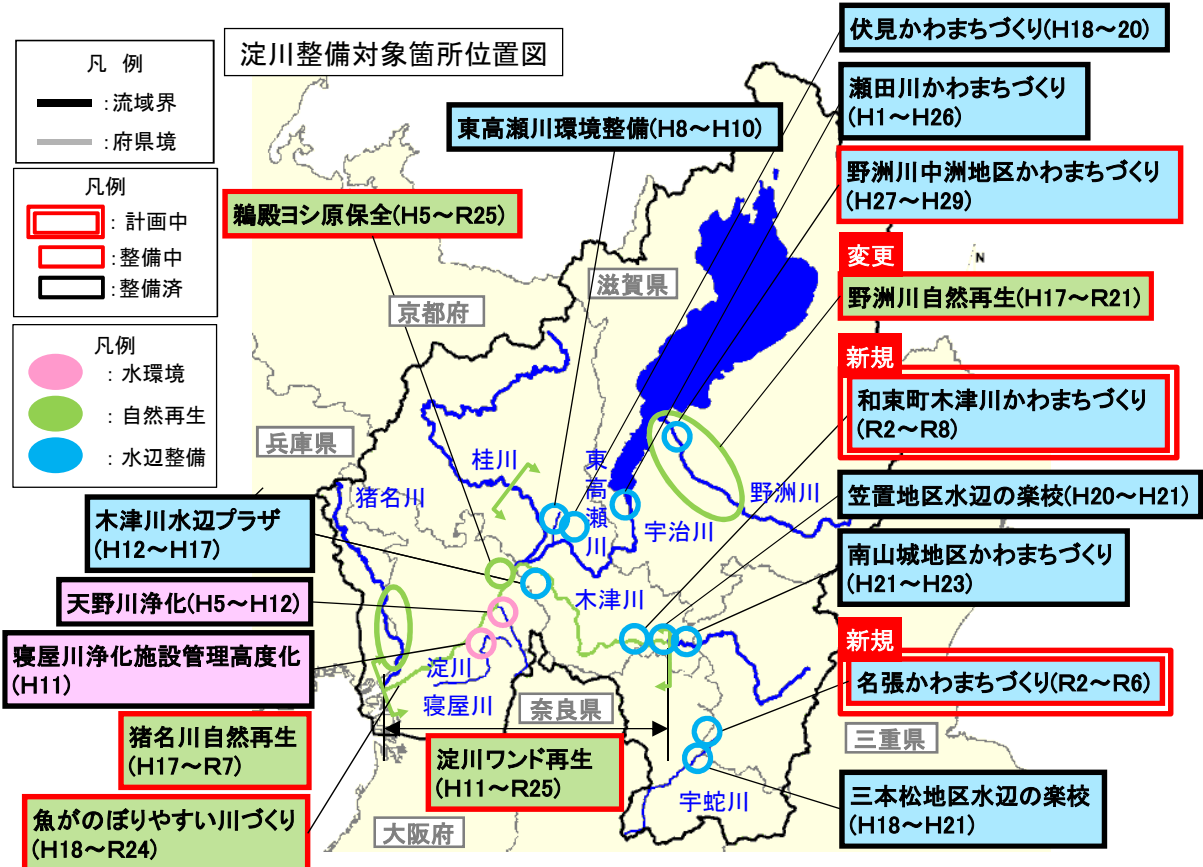 淀川整備対象箇所位置図
凡 例
：流域界
：府県境
凡例
：計画中
：整備中
：整備済
凡例
：水環境
：自然再生
：水辺整備
伏見かわまちづくり(H18～20)
瀬田川かわまちづくり
(H1～H26)
東高瀬川環境整備(H8～H10)
野洲川中洲地区かわまちづくり
(H27～H29)
鵜殿ヨシ原保全(H5～R25)
変更
野洲川自然再生(H17～R21)
N
滋賀県
京都府
兵庫県
新規
和束町木津川かわまちづくり
(R2～R8)
桂川
東高瀬川
猪名川
野洲川
宇治川
笠置地区水辺の楽校(H20～H21)
木津川水辺プラザ
(H12～H17)
南山城地区かわまちづくり
(H21～H23)
天野川浄化(H5～H12)
木津川
寝屋川浄化施設管理高度化
(H11)
淀川
寝屋川
奈良県
新規
名張かわまちづくり(R2～R6)
三重県
猪名川自然再生
(H17～R7)
淀川ワンド再生
(H11～R25)
宇蛇川
三本松地区水辺の楽校
(H18～H21)
魚がのぼりやすい川づくり
(H18～R24)
大阪府